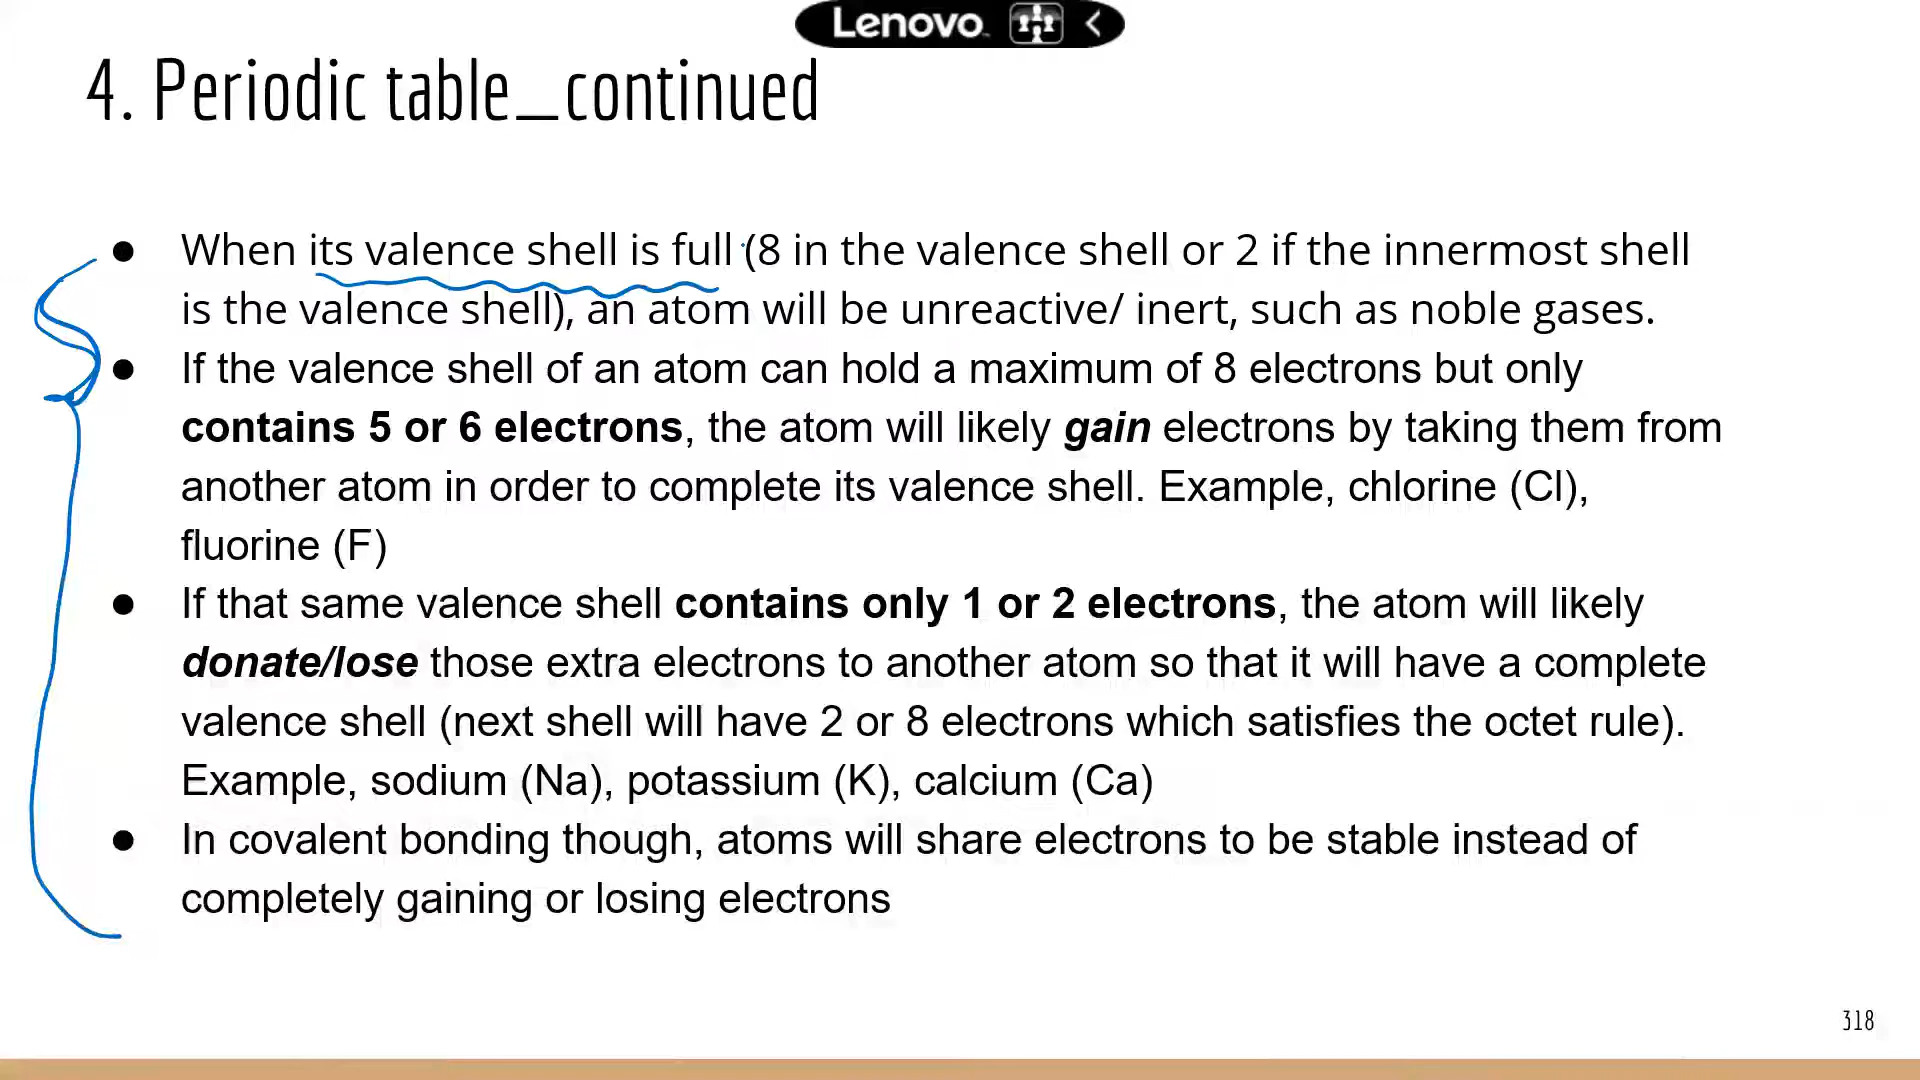 Lenovo
4. Periodic table_continued
● When its valence shell is full (8 in the valence shell or 2 if the innermost shell
is the valence shell), an atom will be unreactive/ inert, such as noble gases.
● If the valence shell of an atom can hold a maximum of 8 electrons but only
contains 5 or 6 electrons, the atom will likely gain electrons by taking them from
another atom in order to complete its valence shell. Example, chlorine (Cl),
fluorine (F)
● If that same valence shell contains only 1 or 2 electrons, the atom will likely
donate/lose those extra electrons to another atom so that it will have a complete
valence shell (next shell will have 2 or 8 electrons which satisfies the octet rule).
Example, sodium (Na), potassium (K), calcium (Ca)
● In covalent bonding though, atoms will share electrons to be stable instead of
completely gaining or losing electrons
318